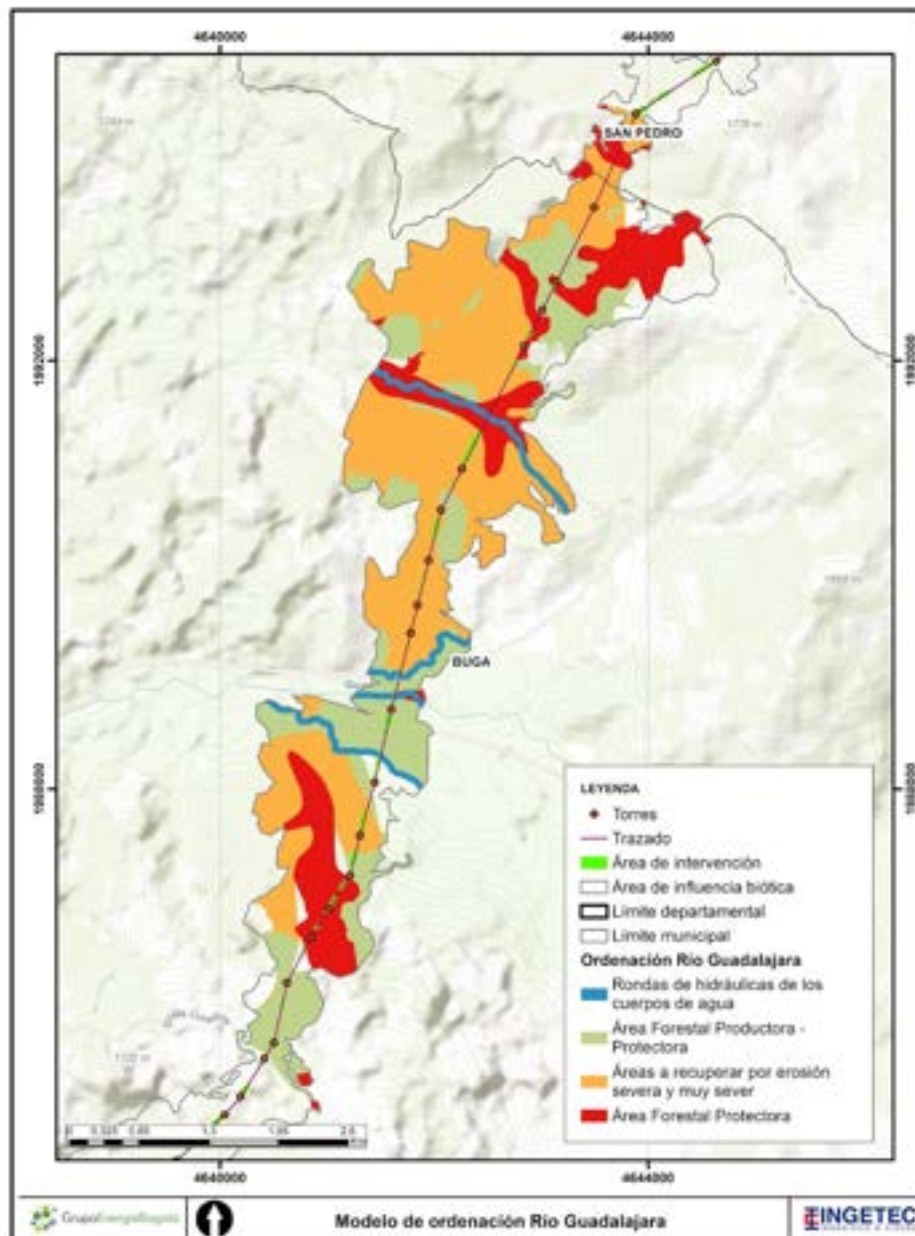 4640000
4644000
SAN PEDRO
1992000
1992000
BUGA
LEYENDA
Torres
Trazado
Área de intervención
Área de influencia biótica
Límite departamental
Límite municipal
Ordenación Río Guadalajara
Rondas de hidráulicas de los
cuerpos de agua
Área Forestal Productora -
Protectora
Áreas a recuperar por erosión
severa y muy sever
Área Forestal Protectora
4640000
4644000
GrupoEnergíaBogotá
Modelo de ordenación Río Guadalajara
INGETEC